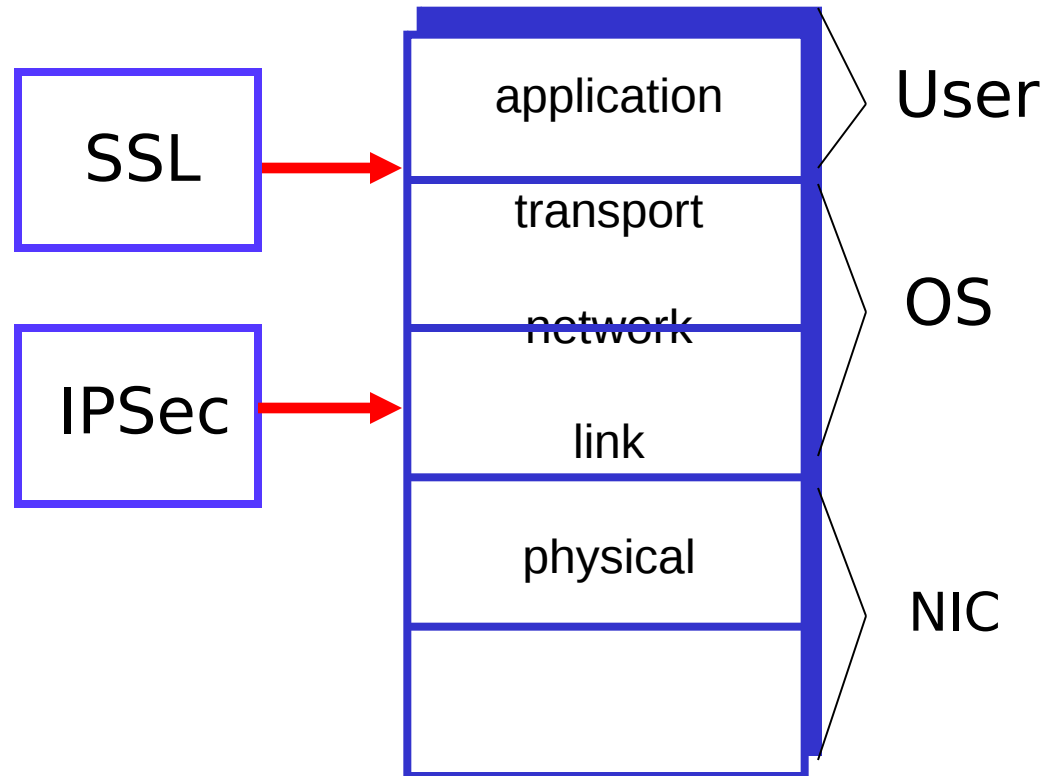 application
User
SSL
transport
OS
network
IPSec
link
physical
NIC